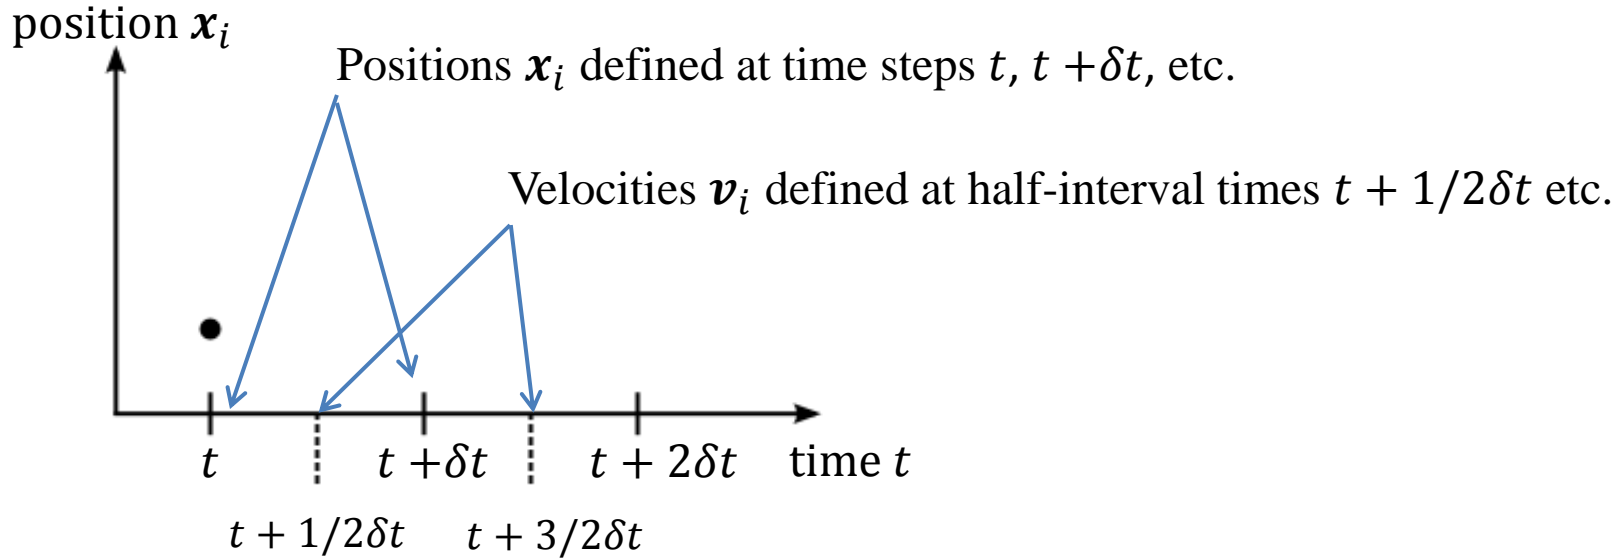 position 𝒙ᵢ
Positions 𝒙ᵢ defined at time steps 𝑡, 𝑡 +𝛿𝑡, etc.
Velocities 𝒗ᵢ defined at half-interval times 𝑡 + 1/2𝛿𝑡 etc.
𝑡 𝑡 +𝛿𝑡 𝑡 + 2𝛿𝑡 time 𝑡
𝑡 + 1/2𝛿𝑡 𝑡 + 3/2𝛿𝑡